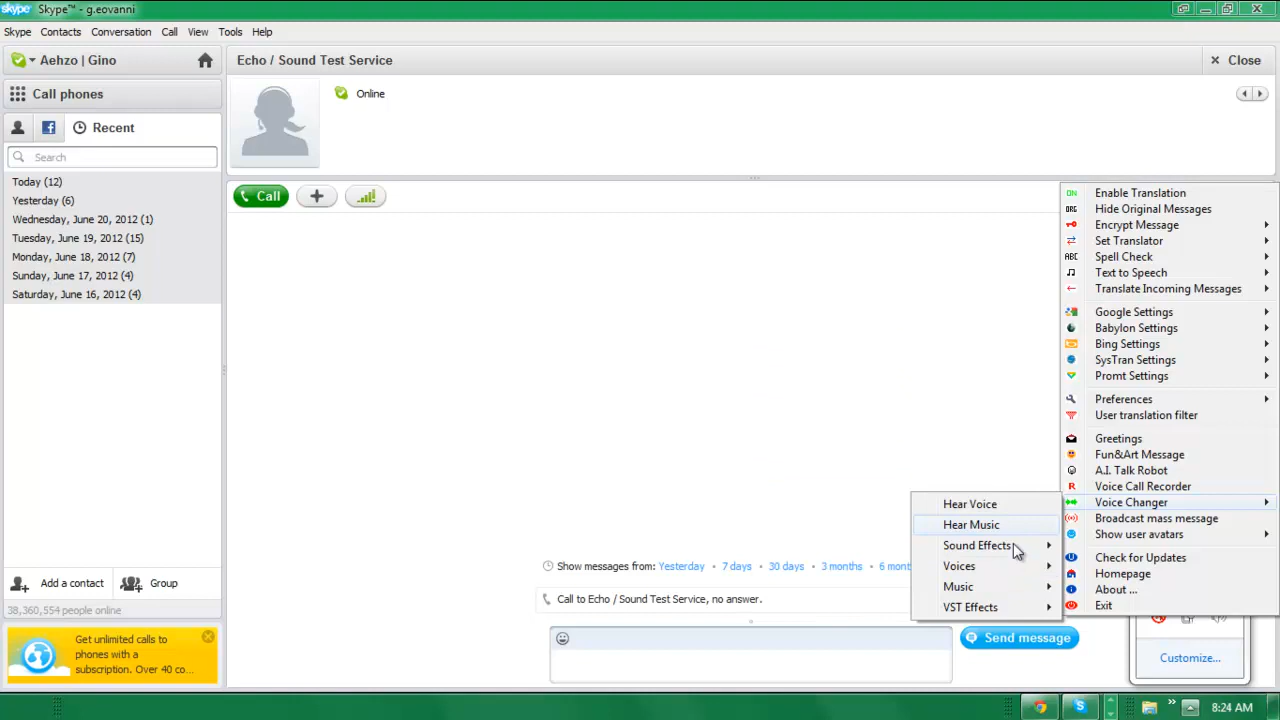 skype Skype™ - g.eovanni
Skype Contacts Conversation Call View Tools Help
Aehzo | Gino
Call phones
Recent
Search
Today (12)
Yesterday (6)
Wednesday, June 20, 2012 (1)
Tuesday, June 19, 2012 (15)
Monday, June 18, 2012 (7)
Sunday, June 17, 2012 (4)
Saturday, June 16, 2012 (4)
Add a contact Group
38,360,554 people online
Get unlimited calls to
phones with a
subscription. Over 40 co...
Echo / Sound Test Service
Close
Online
Call
Show messages from: Yesterday • 7 days • 30 days • 3 months • 6 mont
Call to Echo / Sound Test Service, no answer.
Send message
Enable Translation
Hide Original Messages
Encrypt Message
Set Translator
Spell Check
Text to Speech
Translate Incoming Messages
Google Settings
Babylon Settings
Bing Settings
SysTran Settings
Promt Settings
Preferences
User translation filter
Greetings
Fun&Art Message
A.I. Talk Robot
Voice Call Recorder
Voice Changer
Broadcast mass message
Show user avatars
Check for Updates
Homepage
About ...
Exit
Hear Voice
Hear Music
Sound Effects
Voices
Music
VST Effects
Customize...
8:24 AM